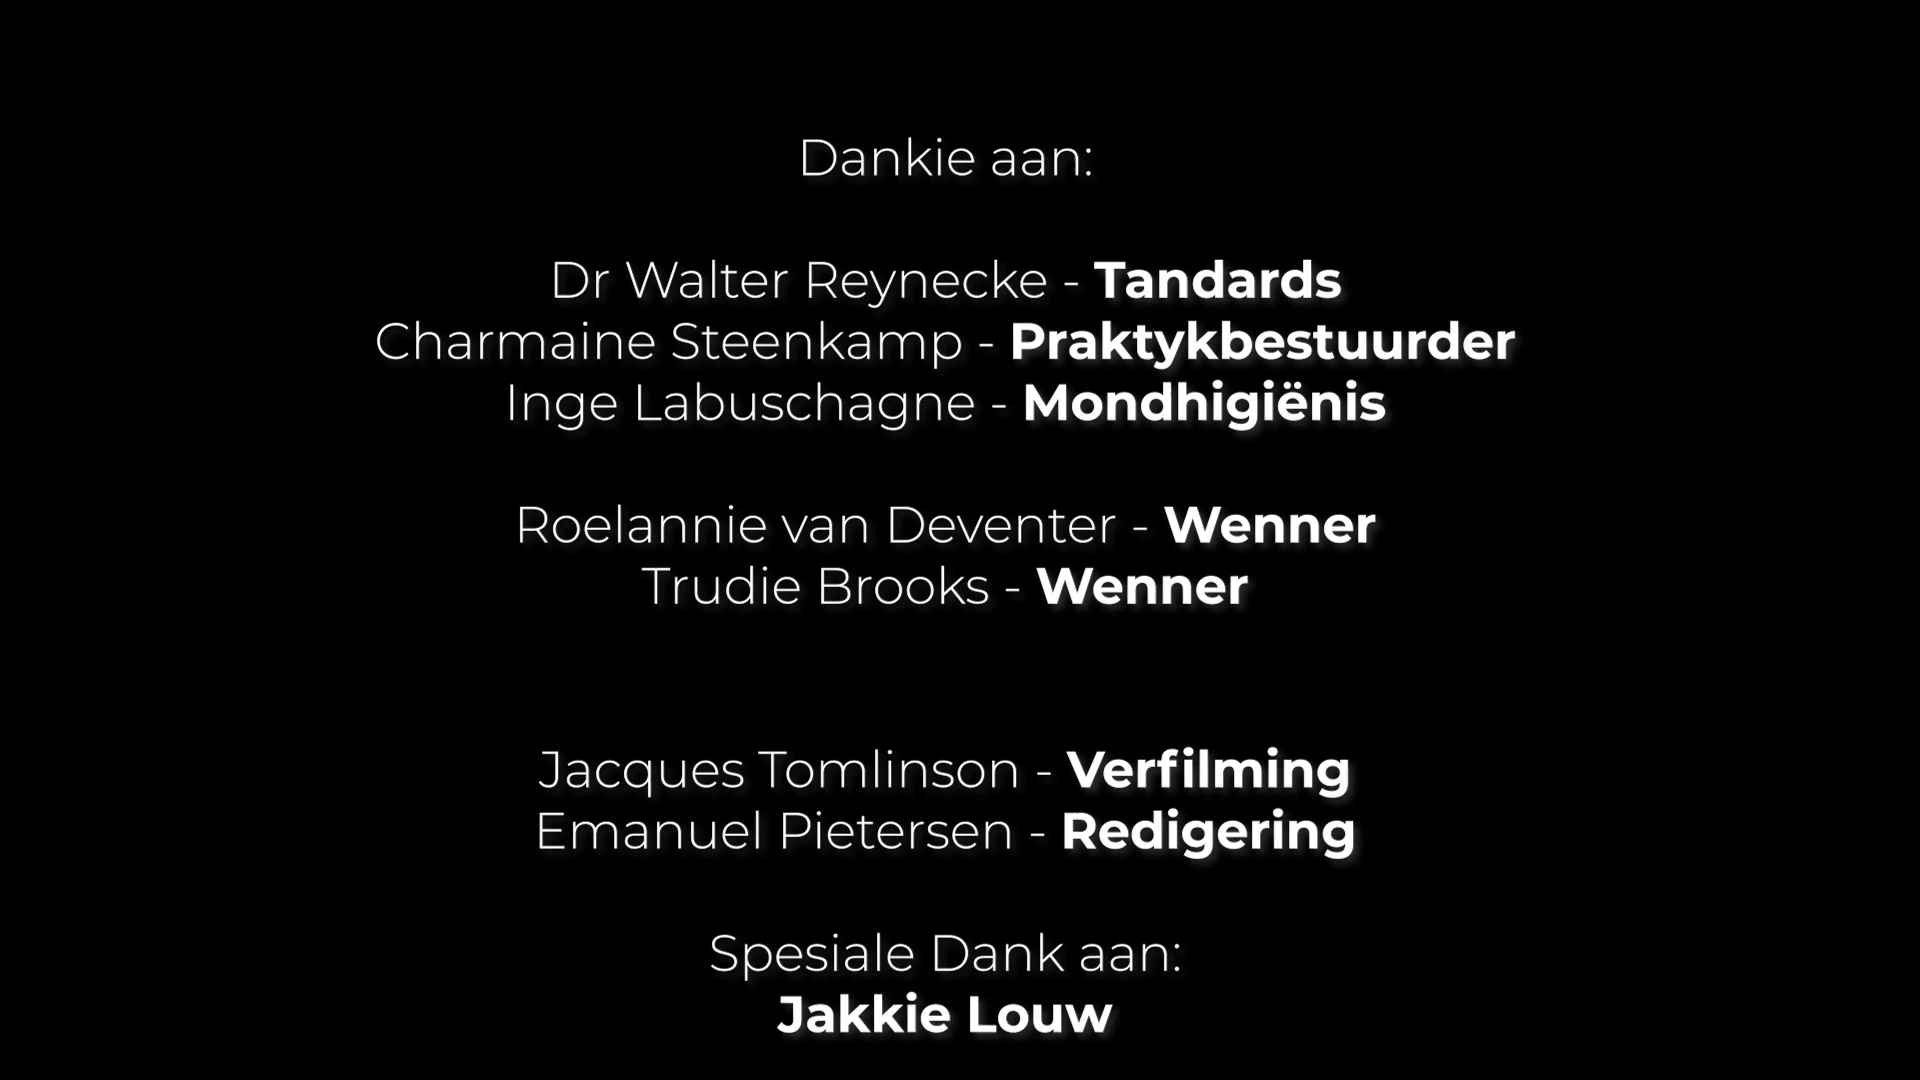 Dankie aan:
Dr Walter Reynecke - Tandards
Charmaine Steenkamp - Praktykbestuurder
Inge Labuschagne - Mondhigiënis
Roelannie van Deventer - Wenner
Trudie Brooks - Wenner
Jacques Tomlinson - Verfilming
Emanuel Pietersen - Redigering
Spesiale Dank aan:
Jakkie Louw